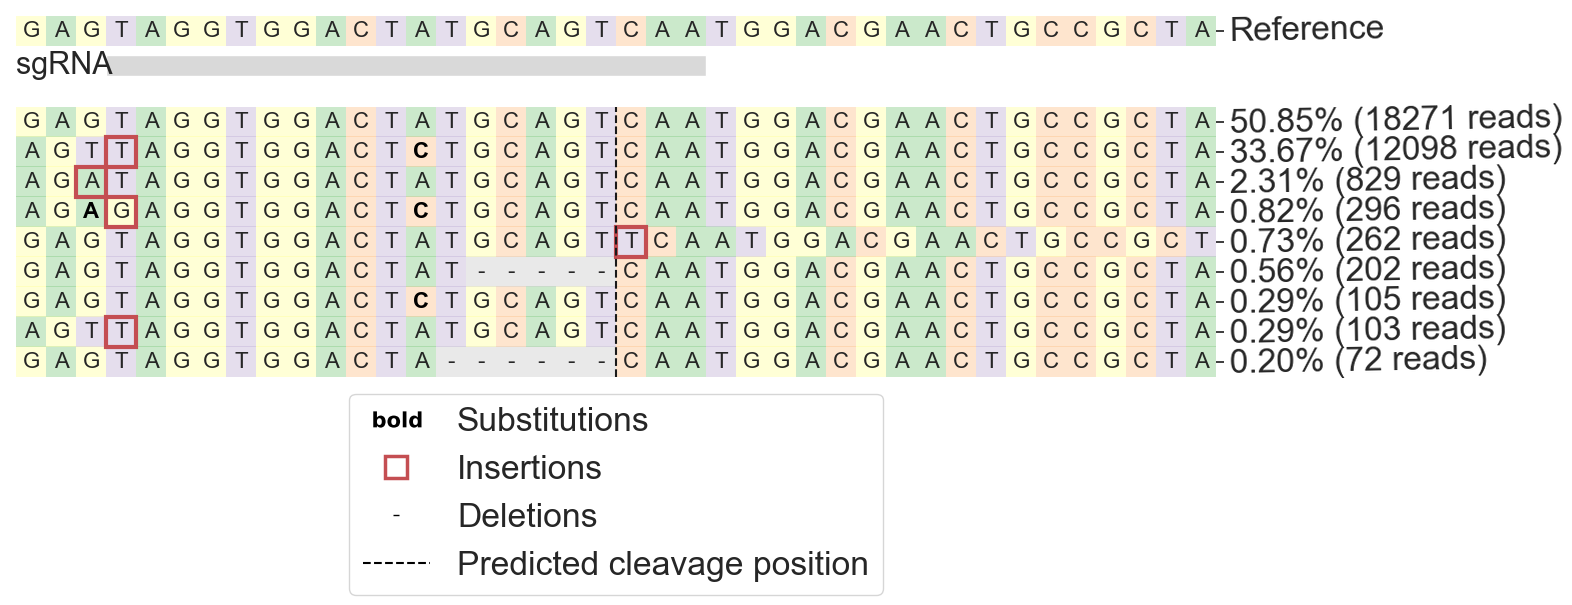 G A G T A G G T G G A C T A T G C A G T C A A T G G A C G A A C T G C C G C T A Reference
sgRNA
G A G T A G G T G G A C T A T G C A G T C A A T G G A C G A A C T G C C G C T A 50.85% (18271 reads)
A G T T A G G T G G A C T C T G C A G T C A A T G G A C G A A C T G C C G C T A 33.67% (12098 reads)
A G A T A G G T G G A C T A T G C A G T C A A T G G A C G A A C T G C C G C T A 2.31% (829 reads)
A G A G A G G T G G A C T C T G C A G T C A A T G G A C G A A C T G C C G C T A 0.82% (296 reads)
G A G T A G G T G G A C T A T G C A G T T C A A T G G A C G A A C T G C C G C T 0.73% (262 reads)
G A G T A G G T G G A C T A T - - - - - C A A T G G A C G A A C T G C C G C T A 0.56% (202 reads)
G A G T A G G T G G A C T C T G C A G T C A A T G G A C G A A C T G C C G C T A 0.29% (105 reads)
A G T T A G G T G G A C T A T G C A G T C A A T G G A C G A A C T G C C G C T A 0.29% (103 reads)
G A G T A G G T G G A C T A - - - - - - C A A T G G A C G A A C T G C C G C T A 0.20% (72 reads)
bold Substitutions
Insertions
- Deletions
Predicted cleavage position